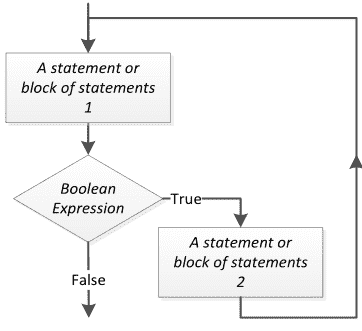 A statement or
block of statements
1
Boolean
Expression
True
A statement or
block of statements
2
False